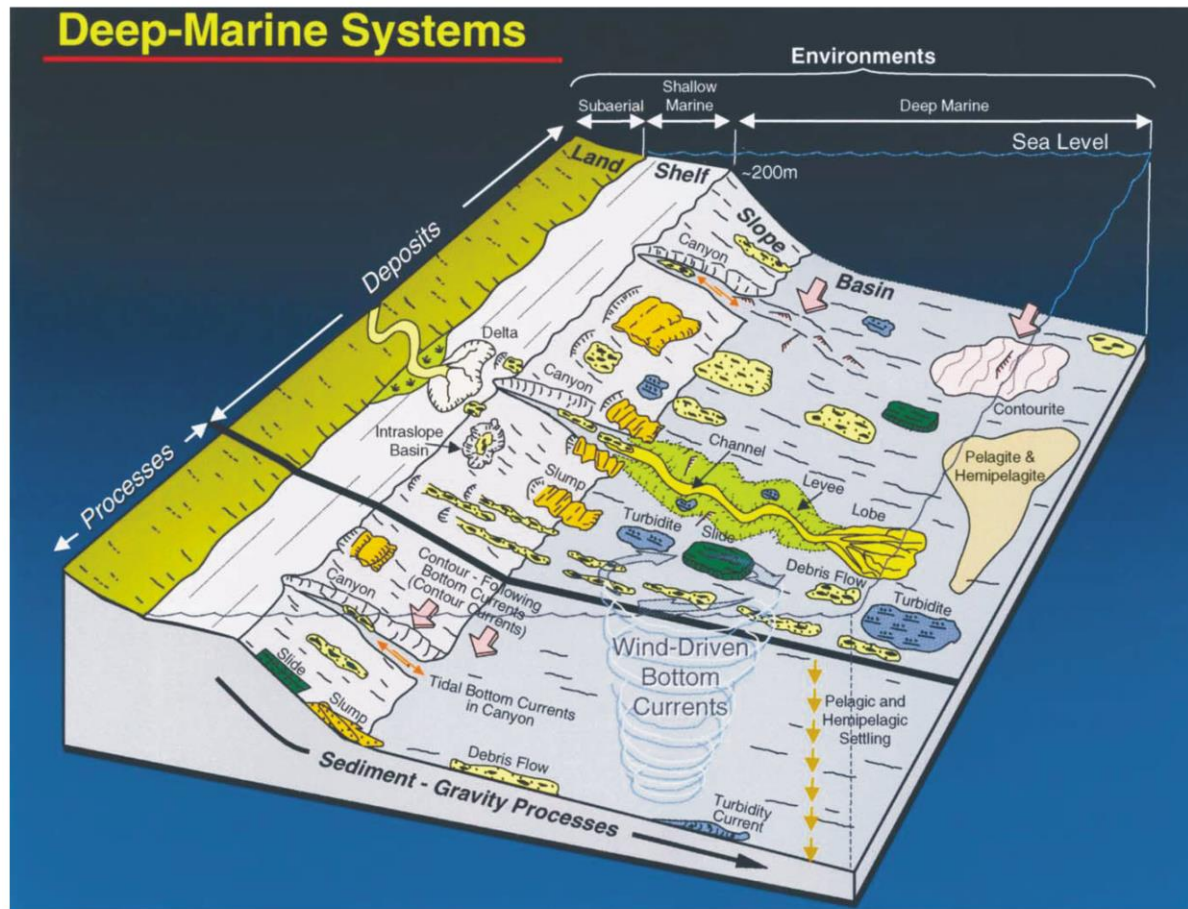 Deep-Marine Systems
Environments
Subaerial
Shallow
Marine
Deep Marine
Sea Level
Land
Shelf
~200m
Slope
Canyon
Basin
Deposits
Delta
Canyon
Contourite
Intraslope
Basin
Channel
Pelagite &
Hemipelagite
Processes
Slump
Levee
Lobe
Turbidite
Slide
Debris Flow
Turbidite
Contour - Following
Bottom Currents
(Contour Currents)
Canyon
Wind-Driven
Bottom
Currents
Slide
Tidal Bottom Currents
in Canyon
Pelagic and
Hemipelagic
Settling
Slump
Debris Flow
Sediment - Gravity Processes
Turbidity
Current